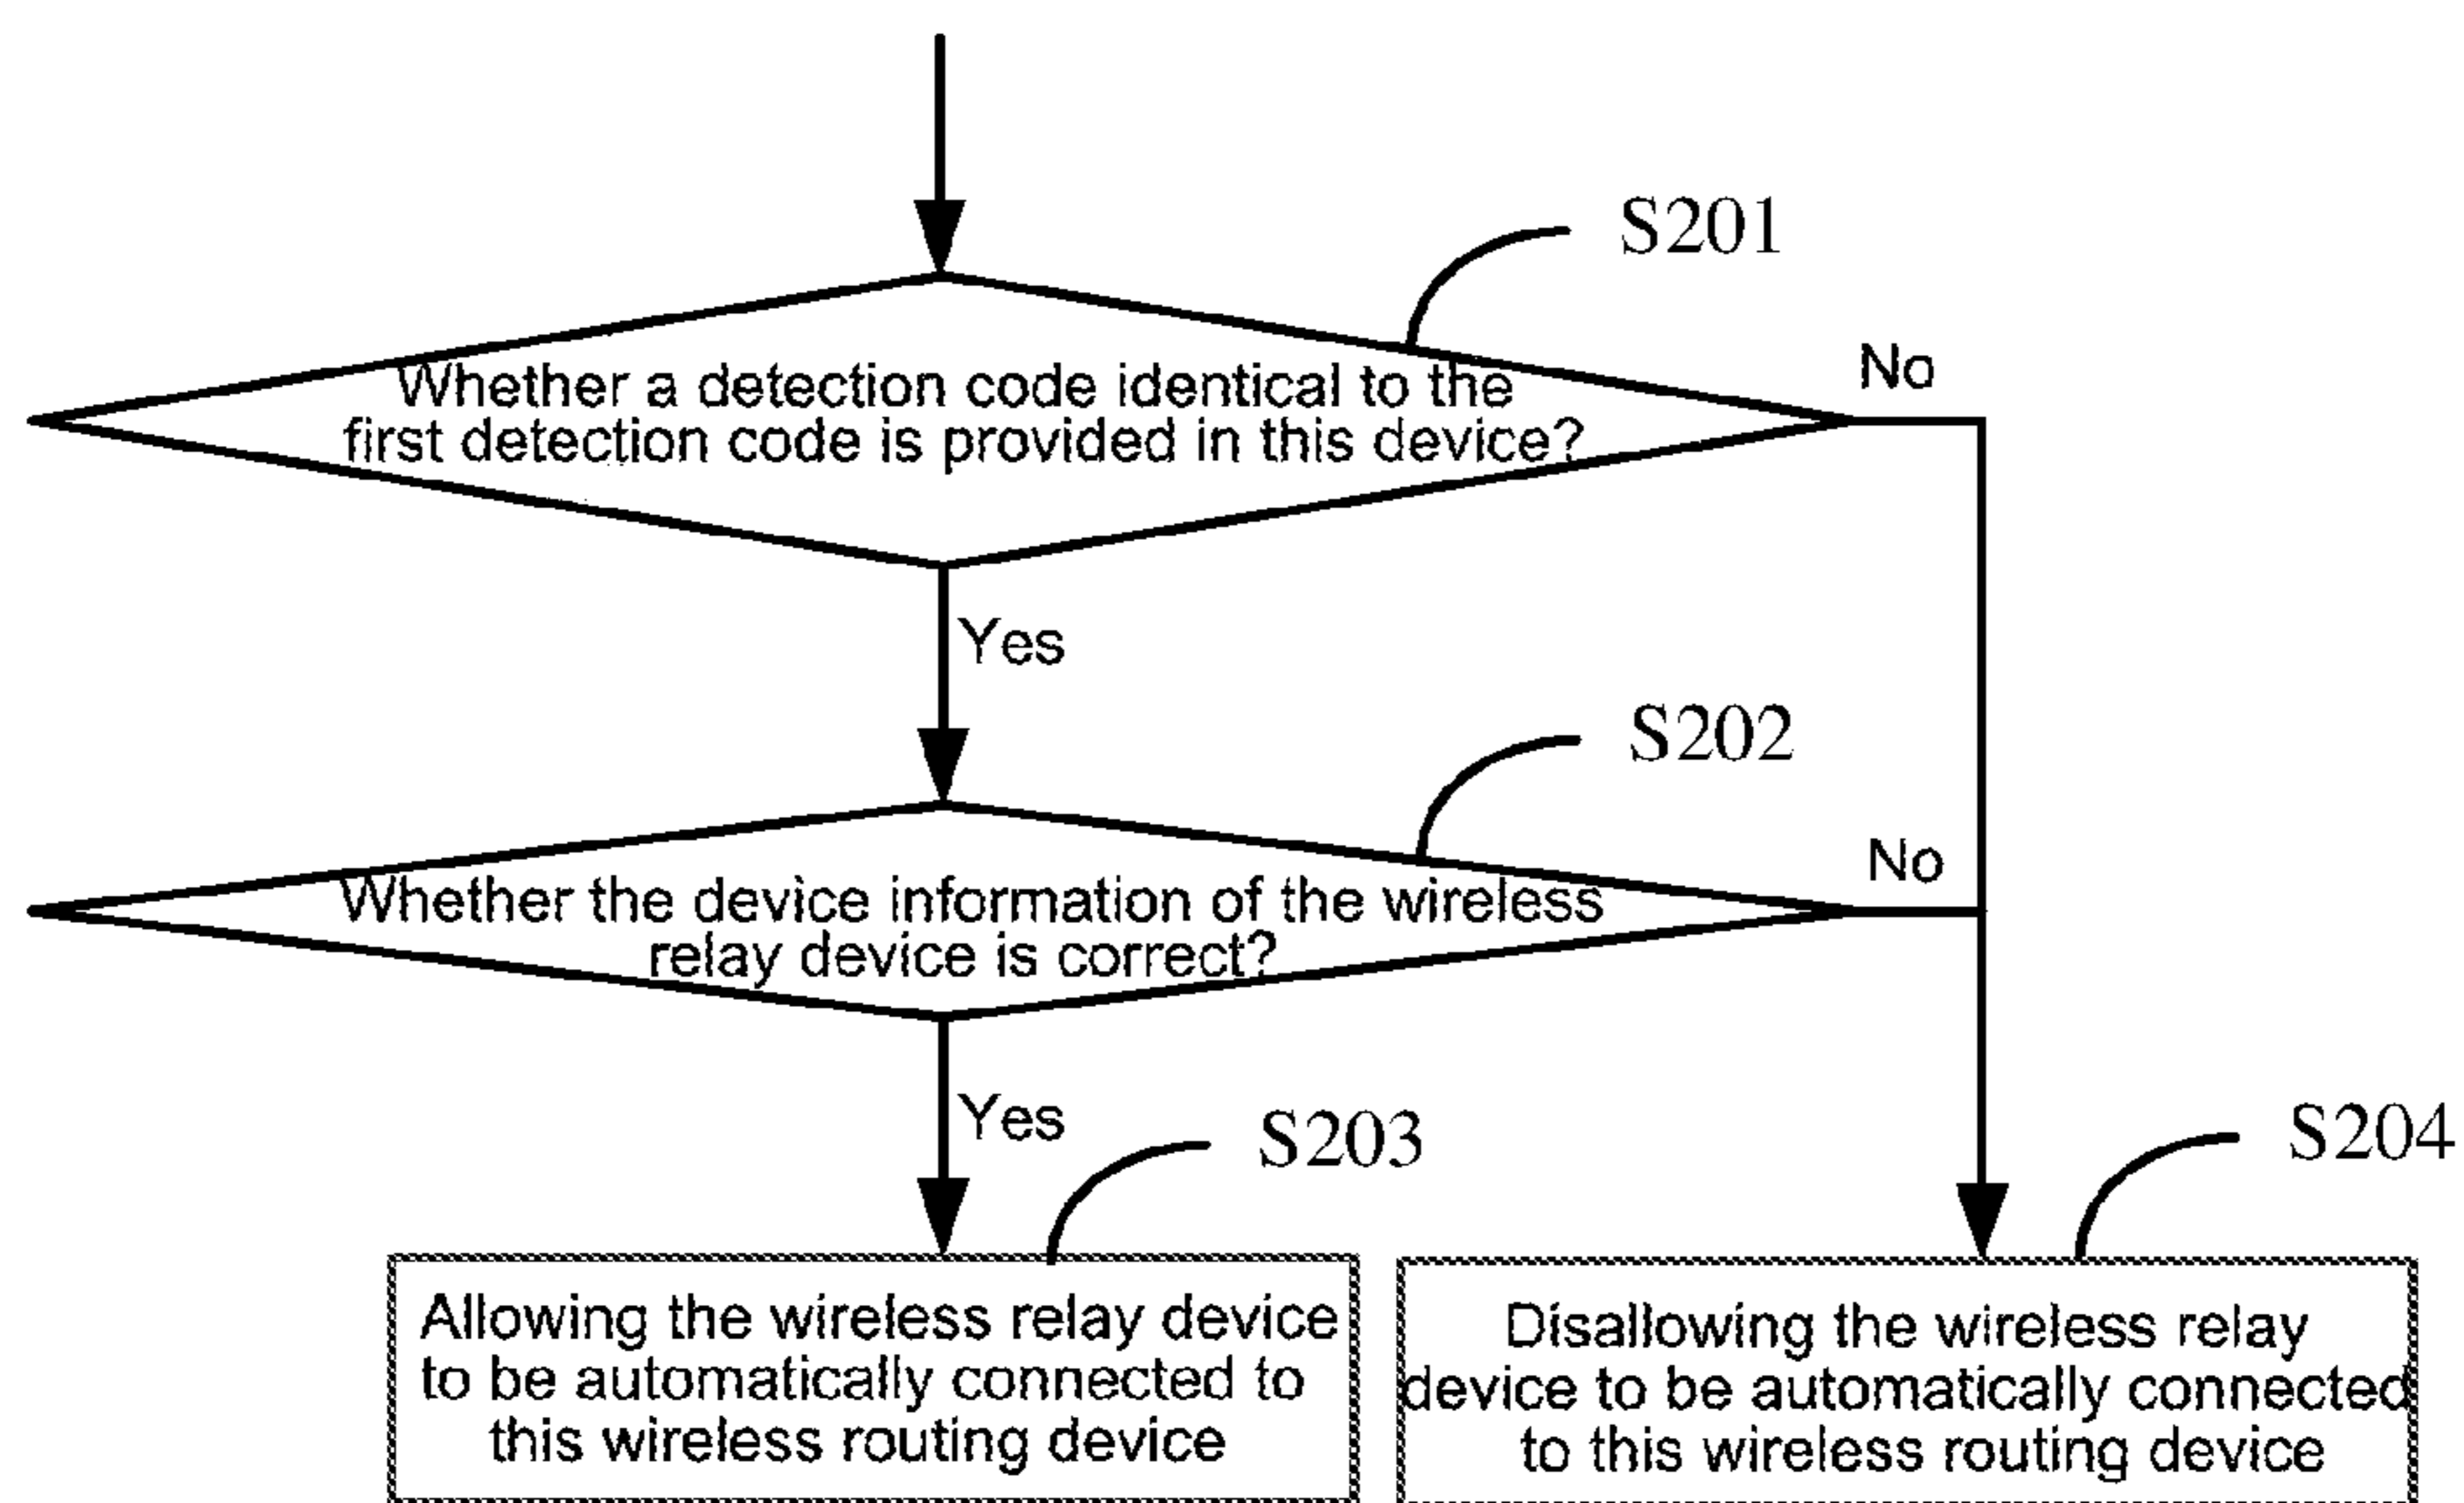 S201
Whether a detection code identical to the
first detection code is provided in this device?
No
Yes
S202
Whether the device information of the wireless
relay device is correct?
No
Yes
S203
S204
Allowing the wireless relay device
to be automatically connected to
this wireless routing device
Disallowing the wireless relay
device to be automatically connected
to this wireless routing device